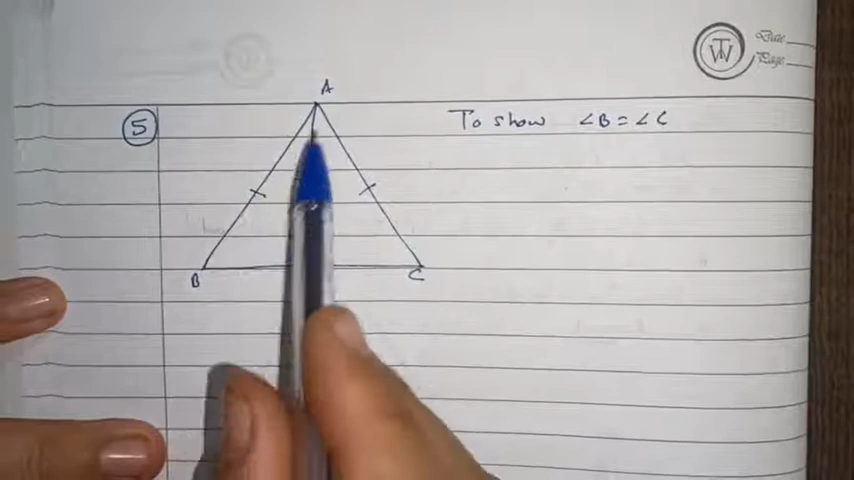 Date
Page
A
5
To show ∠B = ∠C
B
C